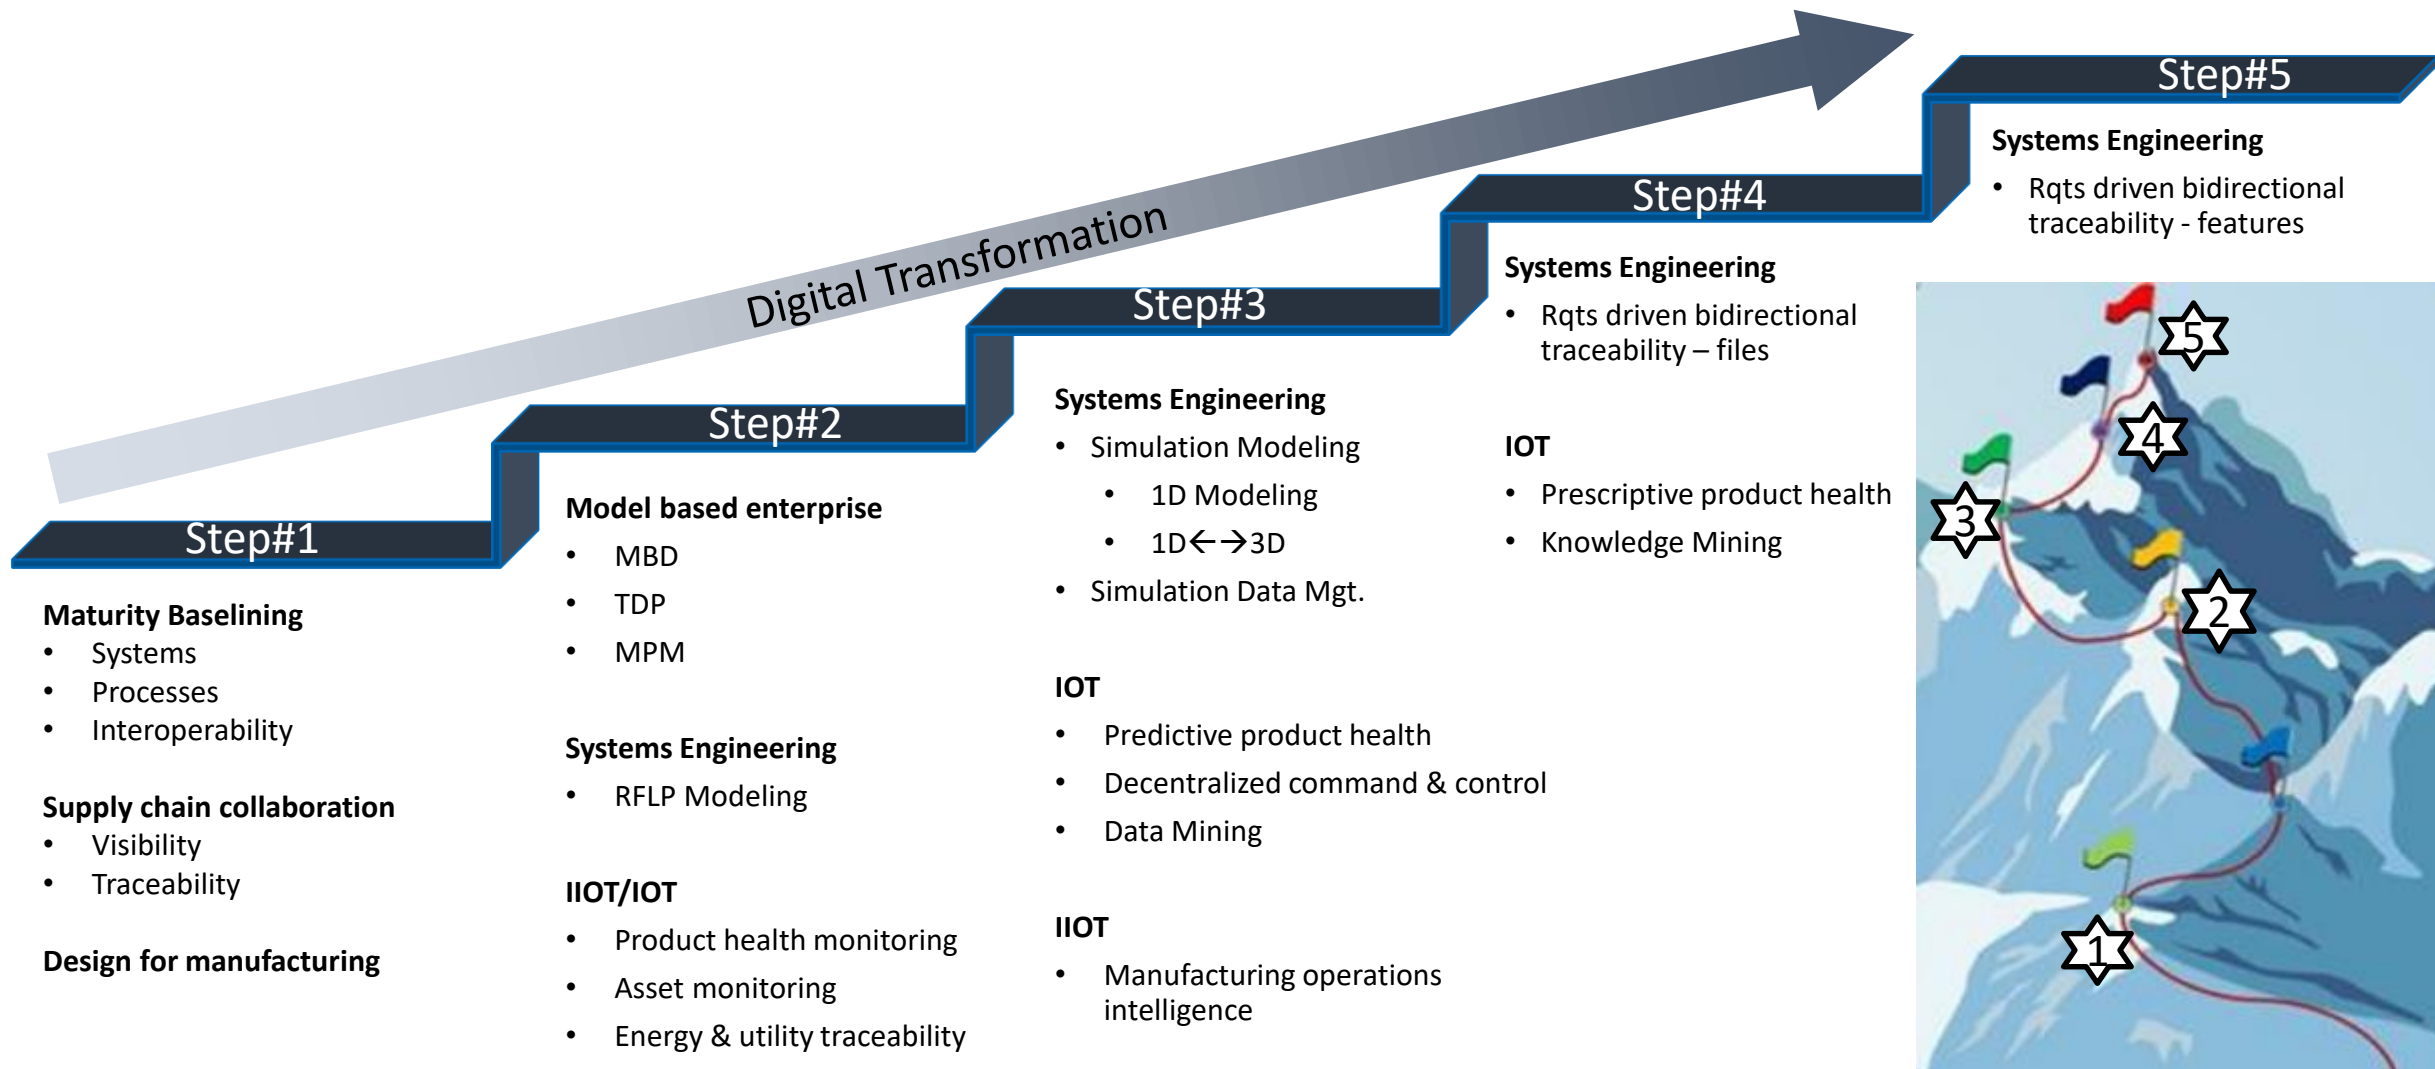 Digital Transformation
Step#1
Maturity Baselining
• Systems
• Processes
• Interoperability
Supply chain collaboration
• Visibility
• Traceability
Design for manufacturing
Step#2
Model based enterprise
• MBD
• TDP
• MPM
Systems Engineering
• RFLP Modeling
IIOT/IOT
• Product health monitoring
• Asset monitoring
• Energy & utility traceability
Step#3
Systems Engineering
• Simulation Modeling
• 1D Modeling
• 1D←→3D
• Simulation Data Mgt.
IOT
• Predictive product health
• Decentralized command & control
• Data Mining
IIOT
• Manufacturing operations
intelligence
Step#4
Systems Engineering
• Rqts driven bidirectional
traceability – files
IOT
• Prescriptive product health
• Knowledge Mining
Step#5
Systems Engineering
• Rqts driven bidirectional
traceability - features
5
4
3
2
1